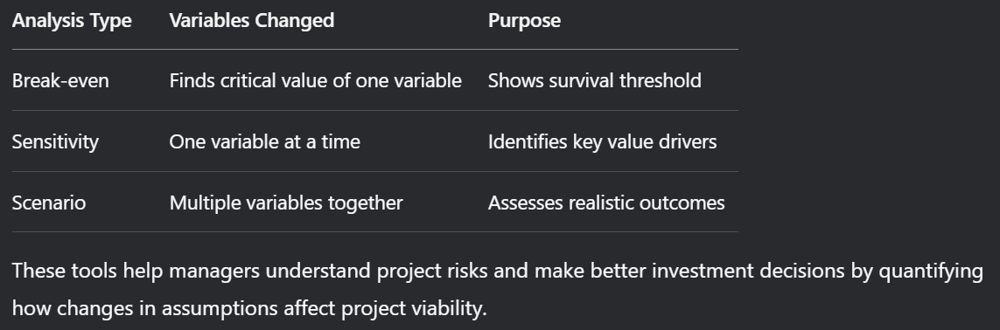 Analysis Type Variables Changed Purpose
Break-even Finds critical value of one variable Shows survival threshold
Sensitivity One variable at a time Identifies key value drivers
Scenario Multiple variables together Assesses realistic outcomes
These tools help managers understand project risks and make better investment decisions by quantifying
how changes in assumptions affect project viability.